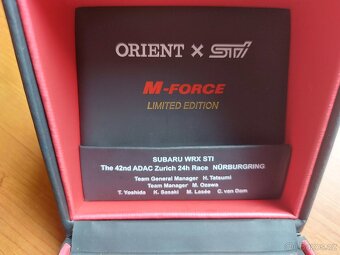 ORIENT × STI
M-FORCE
LIMITED EDITION
SUBARU WRX STI
The 42nd ADAC Zurich 24h Race NÜRBURGRING
Team General Manager H. Tatsumi
Team Manager M. Ozawa
T. Yoshida K. Sasaki M. Lasée C. van Dam